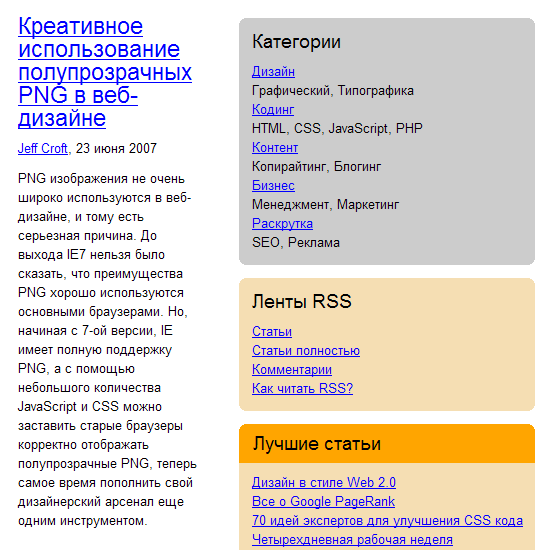 Креативное
использование
полупрозрачных
PNG в веб-
дизайне
Jeff Croft, 23 июня 2007
PNG изображения не очень
широко используются в веб-
дизайне, и тому есть
серьезная причина. До
выхода IE7 нельзя было
сказать, что преимущества
PNG хорошо используются
основными браузерами. Но,
начиная с 7-ой версии, IE
имеет полную поддержку
PNG, а с помощью
небольшого количества
JavaScript и CSS можно
заставить старые браузеры
корректно отображать
полупрозрачные PNG, теперь
самое время пополнить свой
дизайнерский арсенал еще
одним инструментом.
Категории
Дизайн
Графический, Типографика
Кодинг
HTML, CSS, JavaScript, PHP
Контент
Копирайтинг, Блогинг
Бизнес
Менеджмент, Маркетинг
Раскрутка
SEO, Реклама
Ленты RSS
Статьи
Статьи полностью
Комментарии
Как читать RSS?
Лучшие статьи
Дизайн в стиле Web 2.0
Все о Google PageRank
70 идей экспертов для улучшения CSS кода
Четырехдневная рабочая неделя